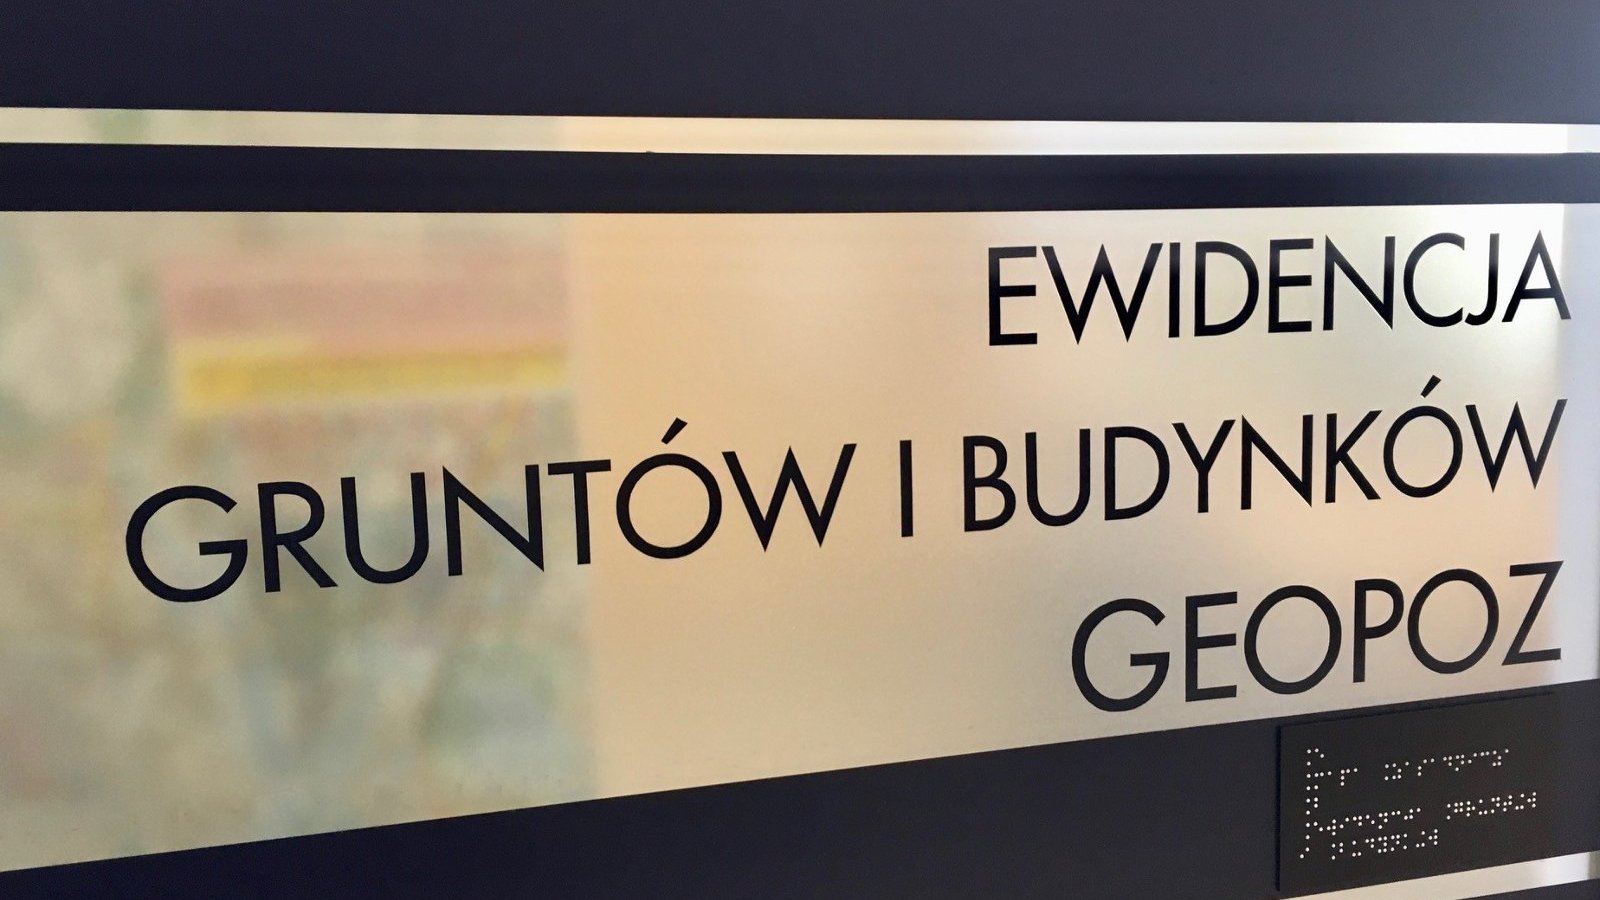 EWIDENCJA
GRUNTÓW I BUDYNKÓW
GEOPOZ